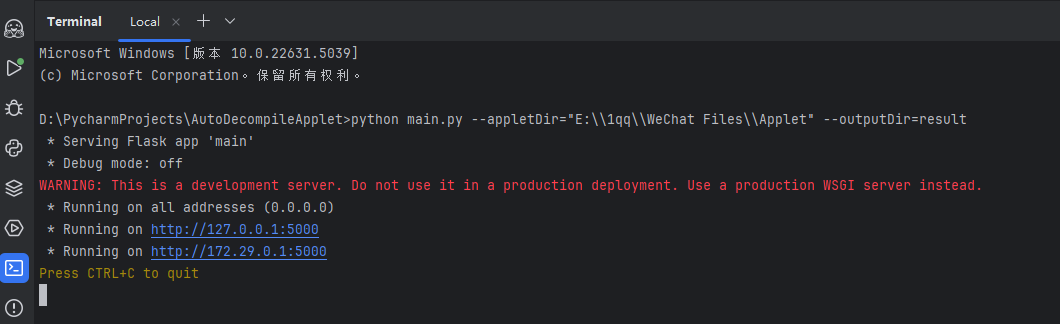 Terminal Local × +
Microsoft Windows [版本 10.0.22631.5039]
(c) Microsoft Corporation。保留所有权利。
D:\PycharmProjects\AutoDecompileApplet>python main.py --appletDir="E:\\1qq\\WeChat Files\\Applet" --outputDir=result
* Serving Flask app 'main'
* Debug mode: off
WARNING: This is a development server. Do not use it in a production deployment. Use a production WSGI server instead.
* Running on all addresses (0.0.0.0)
* Running on http://127.0.0.1:5000
* Running on http://172.29.0.1:5000
Press CTRL+C to quit